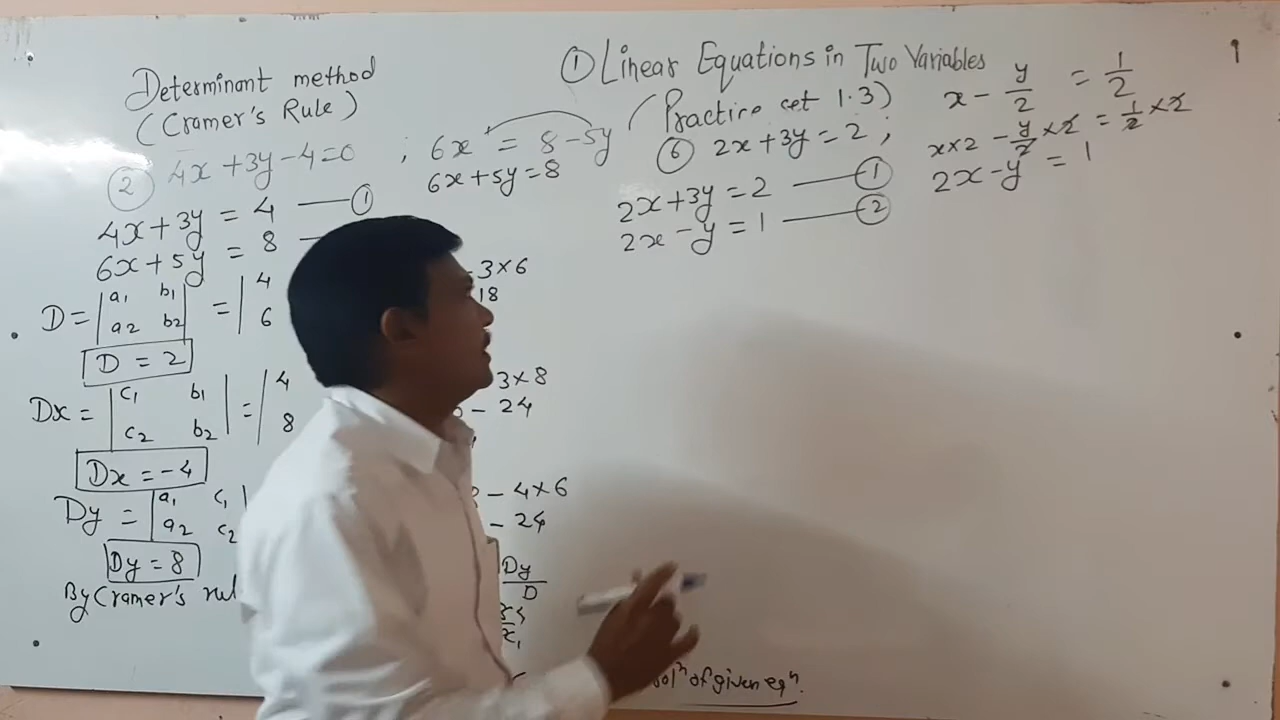 Determinant method
(Cramer's Rule)
② 4x + 3y - 4 = 0 ; 6x = 8 - 5y
6x + 5y = 8
4x + 3y = 4 — ①
6x + 5y = 8
D = | a1 b1 | = | 4
a2 b2 6
- 3 × 6
18
D = 2
Dx = | c1 b1 | = | 4
c2 b2 8
3 × 8
- 24
Dx = -4
Dy = | a1 c1 |
a2 c2
- 4 × 6
- 24
Dy = 8
By Cramer's
Dy
D
① Linear Equations in Two Variables
(Practice set 1.3)
⑥ 2x + 3y = 2 ; x - y/2 = 1/2
x × 2 - y/2 × 2 = 1/2 × 2
2x - y = 1
2x + 3y = 2 — ①
2x - y = 1 — ②
of given eqn.
1